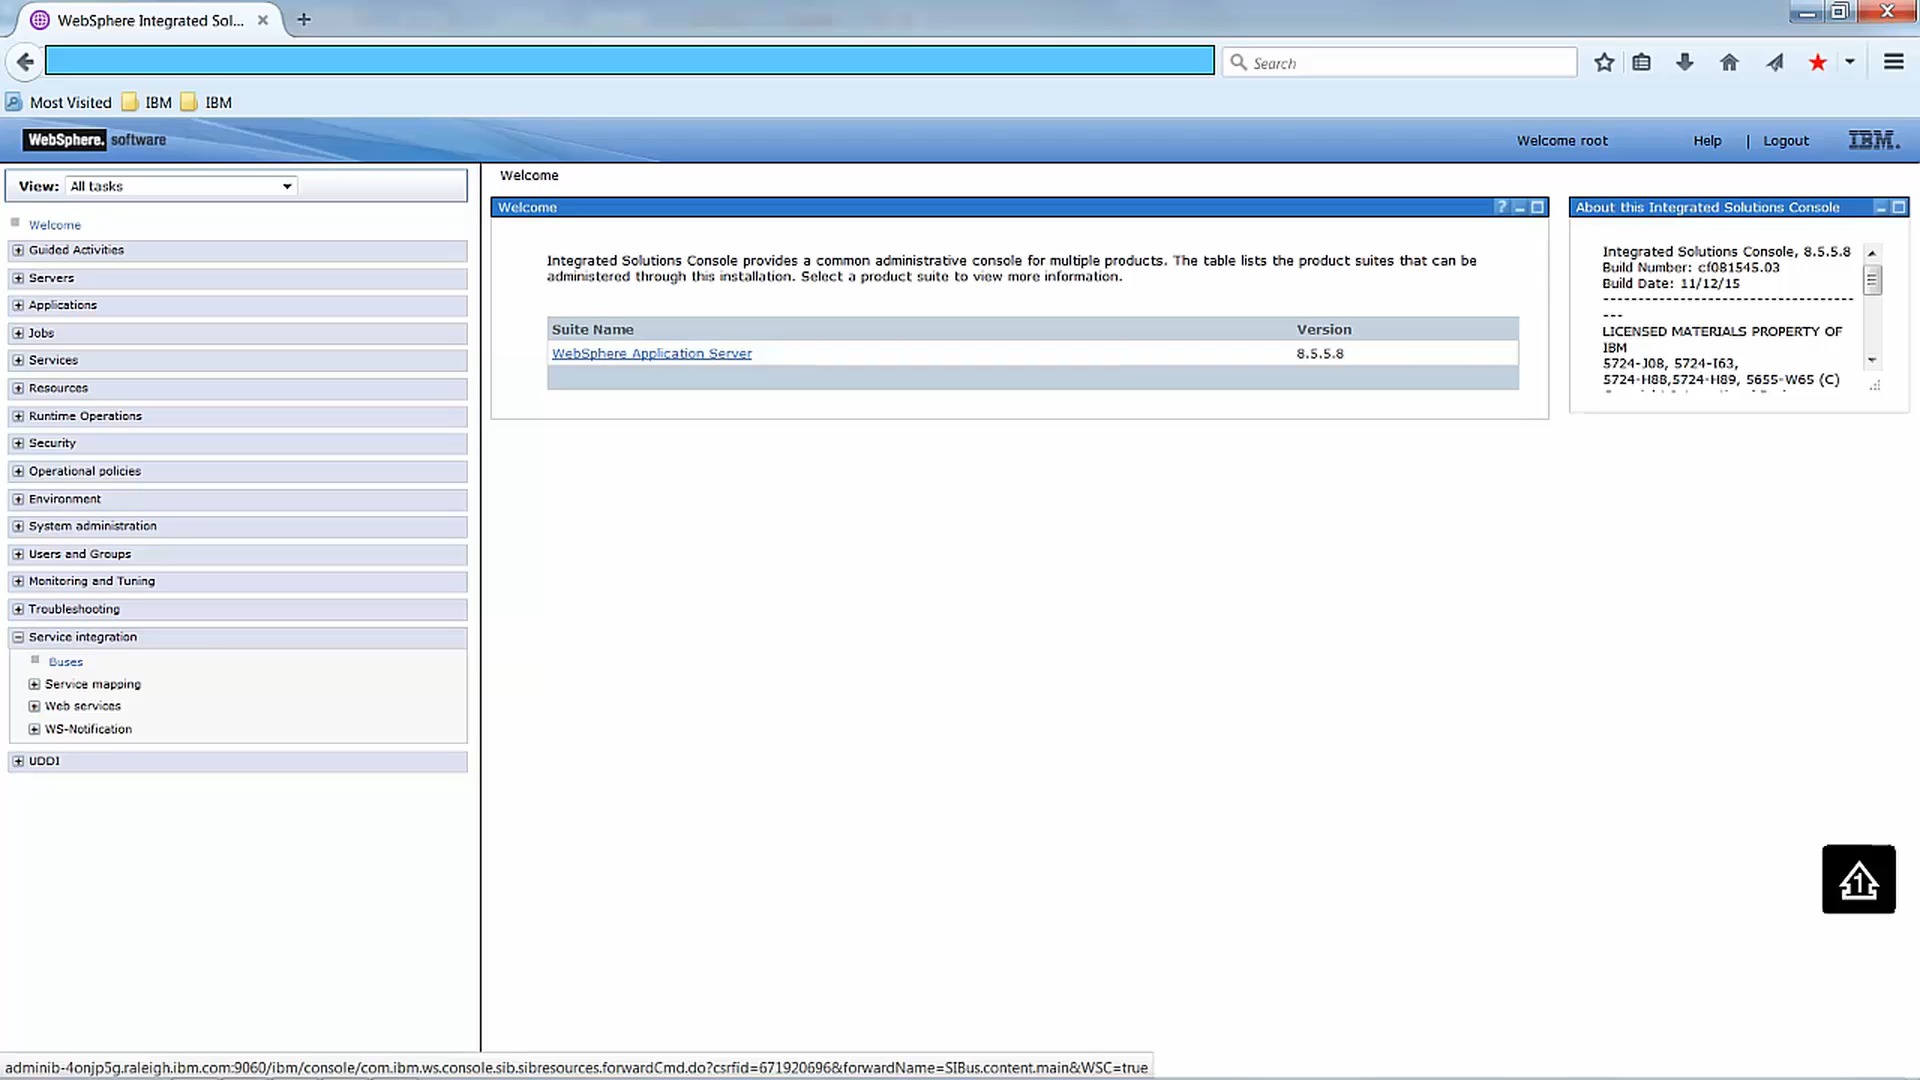 WebSphere Integrated Sol...
Search
Most Visited IBM IBM
WebSphere. software
Welcome root Help | Logout IBM.
View: All tasks
Welcome
Guided Activities
Servers
Applications
Jobs
Services
Resources
Runtime Operations
Security
Operational policies
Environment
System administration
Users and Groups
Monitoring and Tuning
Troubleshooting
Service integration
Buses
Service mapping
Web services
WS-Notification
UDDI
Welcome
Welcome
Integrated Solutions Console provides a common administrative console for multiple products. The table lists the product suites that can be
administered through this installation. Select a product suite to view more information.
Suite Name Version
WebSphere Application Server 8.5.5.8
About this Integrated Solutions Console
Integrated Solutions Console, 8.5.5.8
Build Number: cf081545.03
Build Date: 11/12/15
-----------------------------------
---
LICENSED MATERIALS PROPERTY OF
IBM
5724-J08, 5724-I63,
5724-H88,5724-H89, 5655-W65 (C)
1
adminib-4onjp5g.raleigh.ibm.com:9060/ibm/console/com.ibm.ws.console.sib.sibresources.forwardCmd.do?csrfid=671920696&forwardName=SIBus.content.main&WSC=true